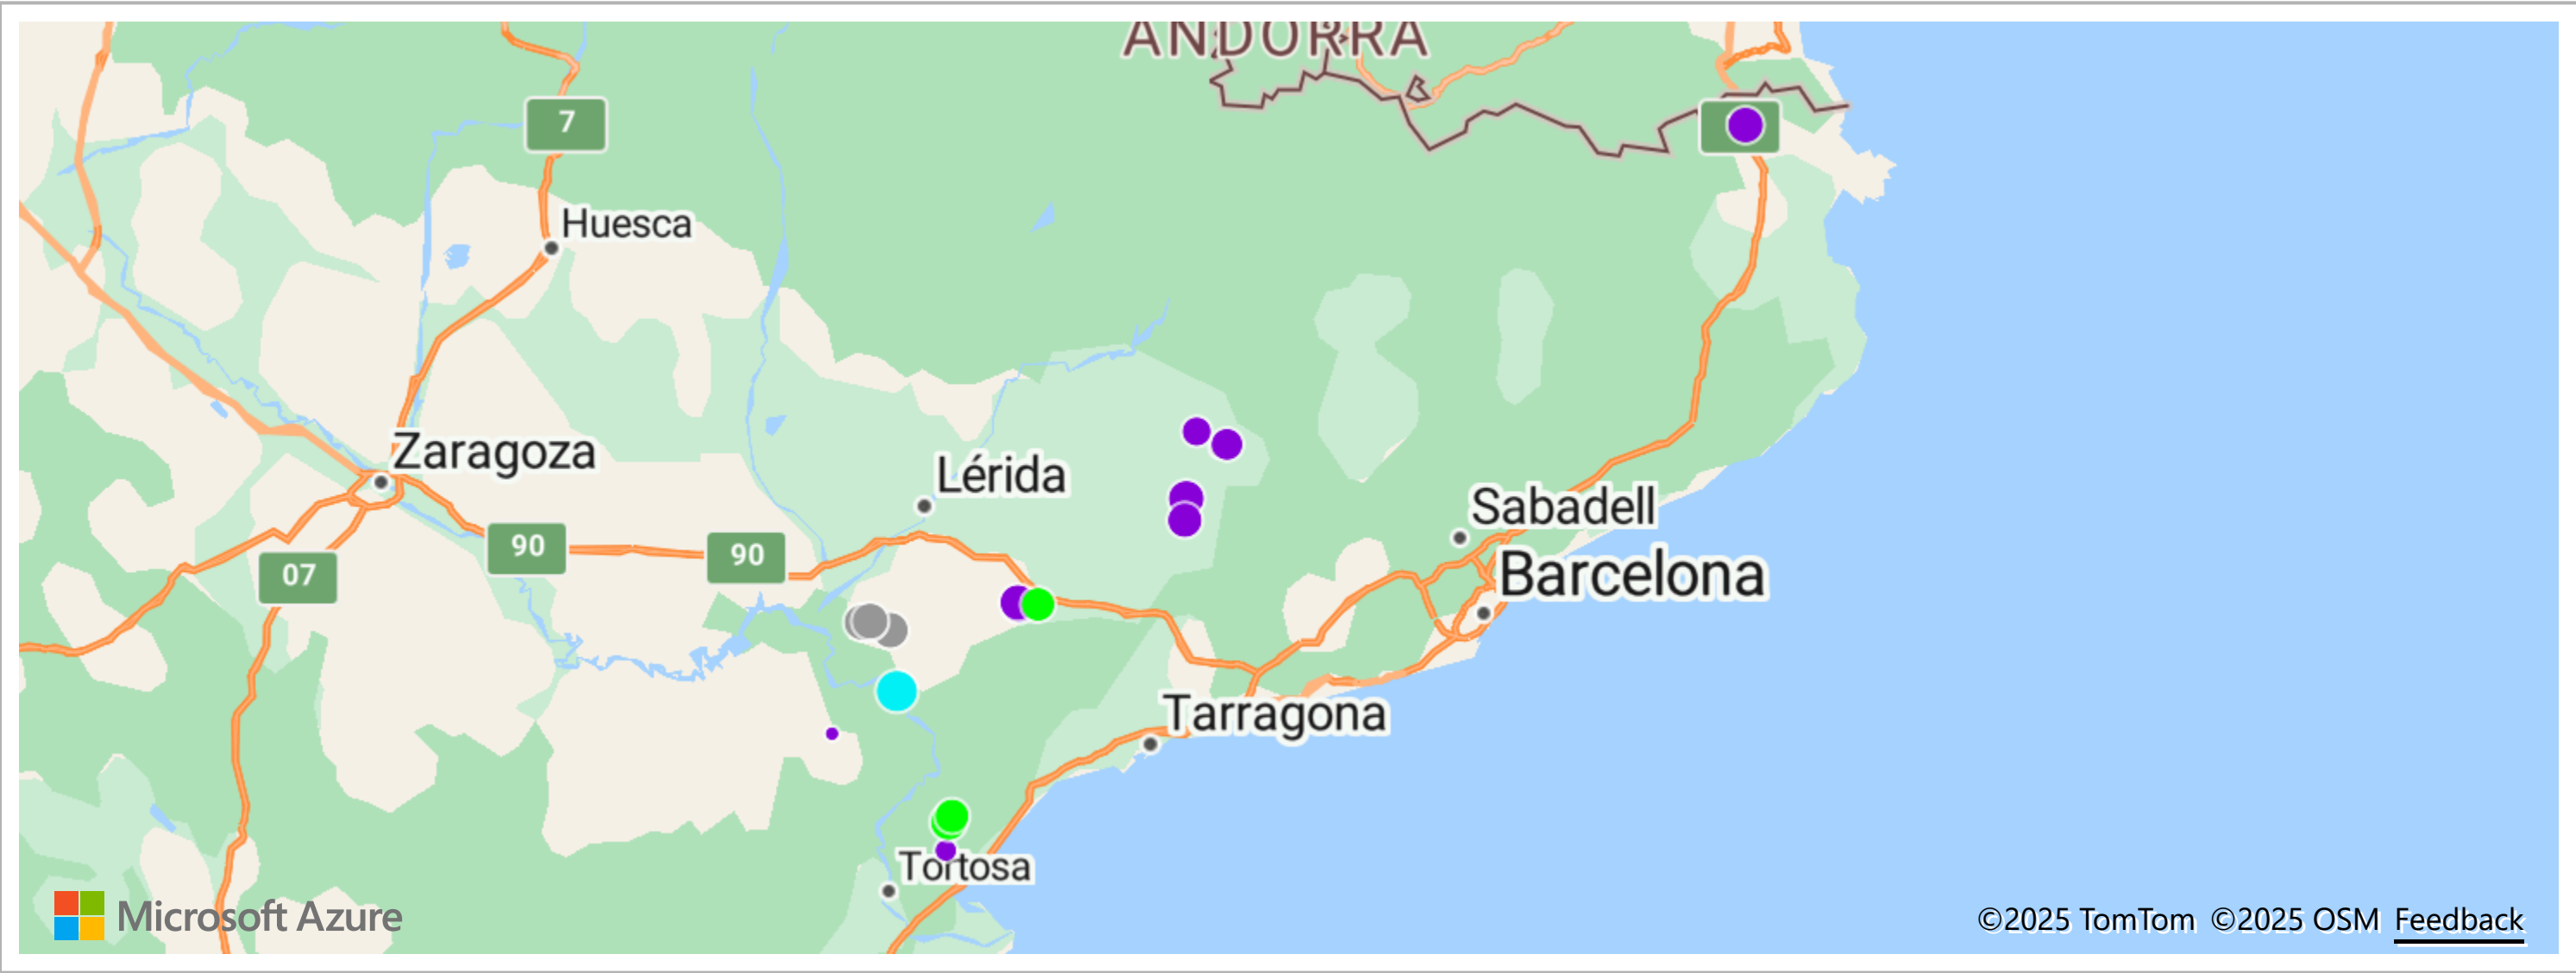 ANDORRA
7
Huesca
Zaragoza
Lérida
Sabadell
90
90
Barcelona
07
Tarragona
Tortosa
Microsoft Azure
©2025 TomTom ©2025 OSM Feedback